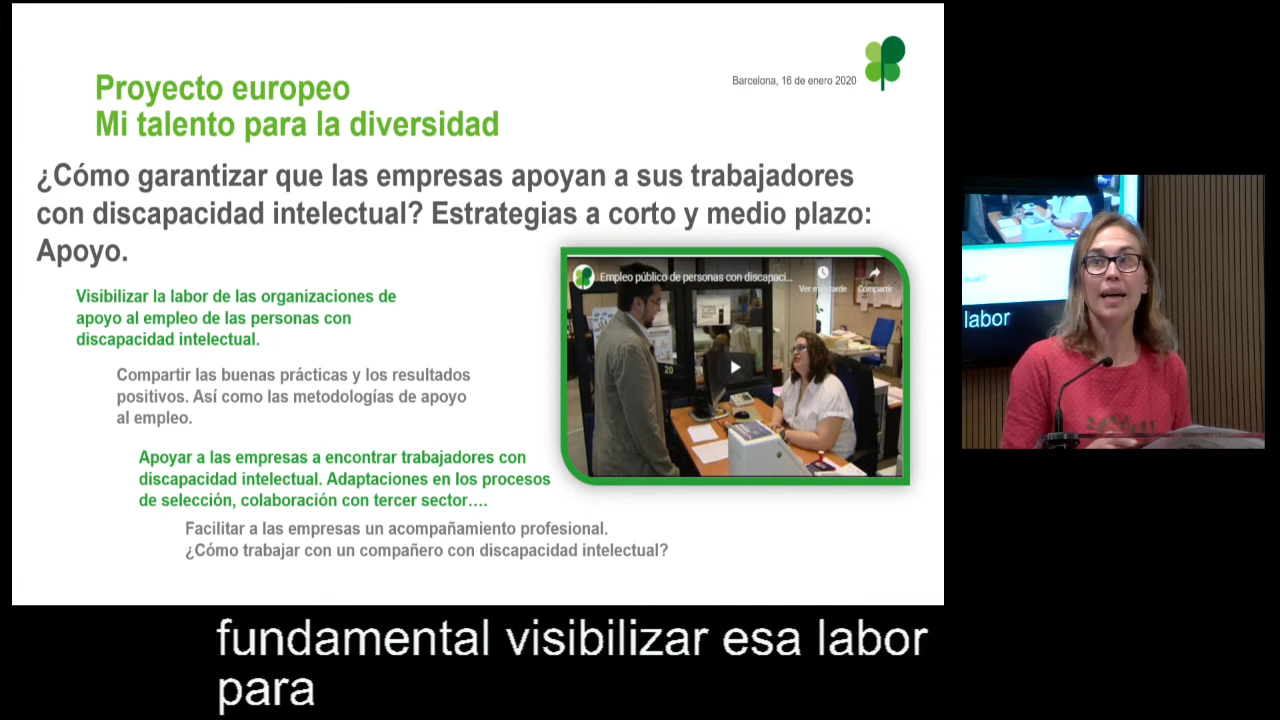 Barcelona, 16 de enero 2020
Proyecto europeo
Mi talento para la diversidad
¿Cómo garantizar que las empresas apoyan a sus trabajadores
con discapacidad intelectual? Estrategias a corto y medio plazo:
Apoyo.
Visibilizar la labor de las organizaciones de
apoyo al empleo de las personas con
discapacidad intelectual.
Compartir las buenas prácticas y los resultados
positivos. Así como las metodologías de apoyo
al empleo.
Apoyar a las empresas a encontrar trabajadores con
discapacidad intelectual. Adaptaciones en los procesos
de selección, colaboración con tercer sector....
Facilitar a las empresas un acompañamiento profesional.
¿Cómo trabajar con un compañero con discapacidad intelectual?
Empleo público de personas con discapaci...
Ver más tarde
Compartir
20
labor
fundamental visibilizar esa labor
para